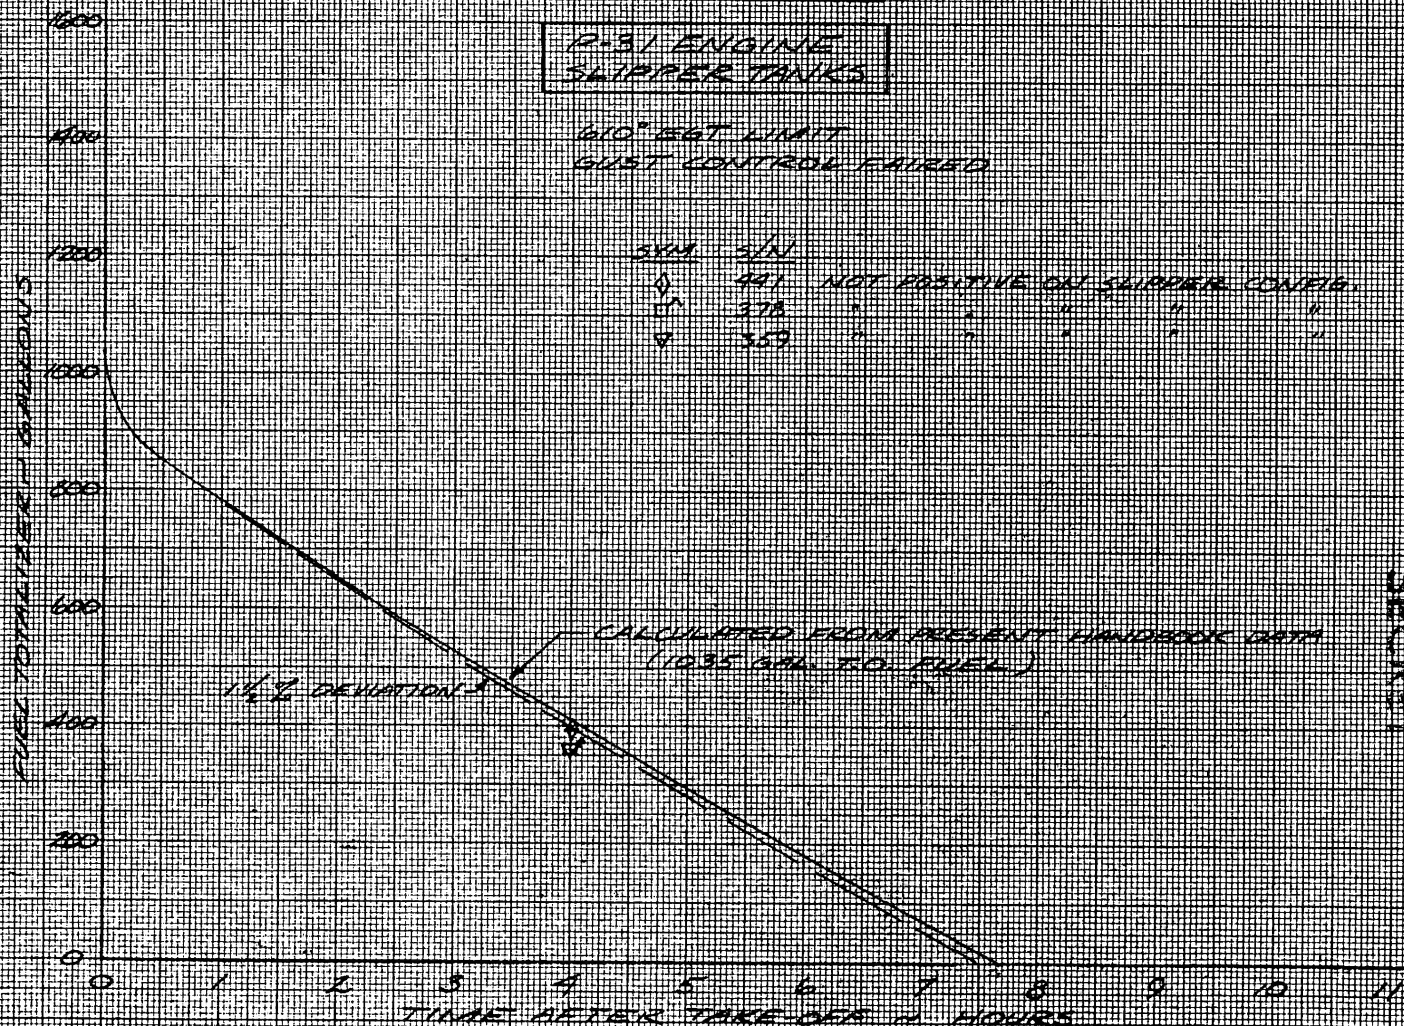 1600
P-31 ENGINE
SLIPPER TANKS
1400
610° EGT LIMIT
GUST CONTROL FAIRED
1200
SYM. S/N
441 NOT POSITIVE ON SLIPPER CONFIG.
378 " " " " "
359 " " " " "
1000
800
600
CALCULATED FROM PRESENT HANDBOOK DATA
(1035 GAL. T.O. FUEL)
1½% DEVIATION
400
200
0
0 1 2 3 4 5 6 7 8 9 10 11
TIME AFTER TAKE-OFF ~ HOURS
FUEL TOTALIZER ~ GALLONS